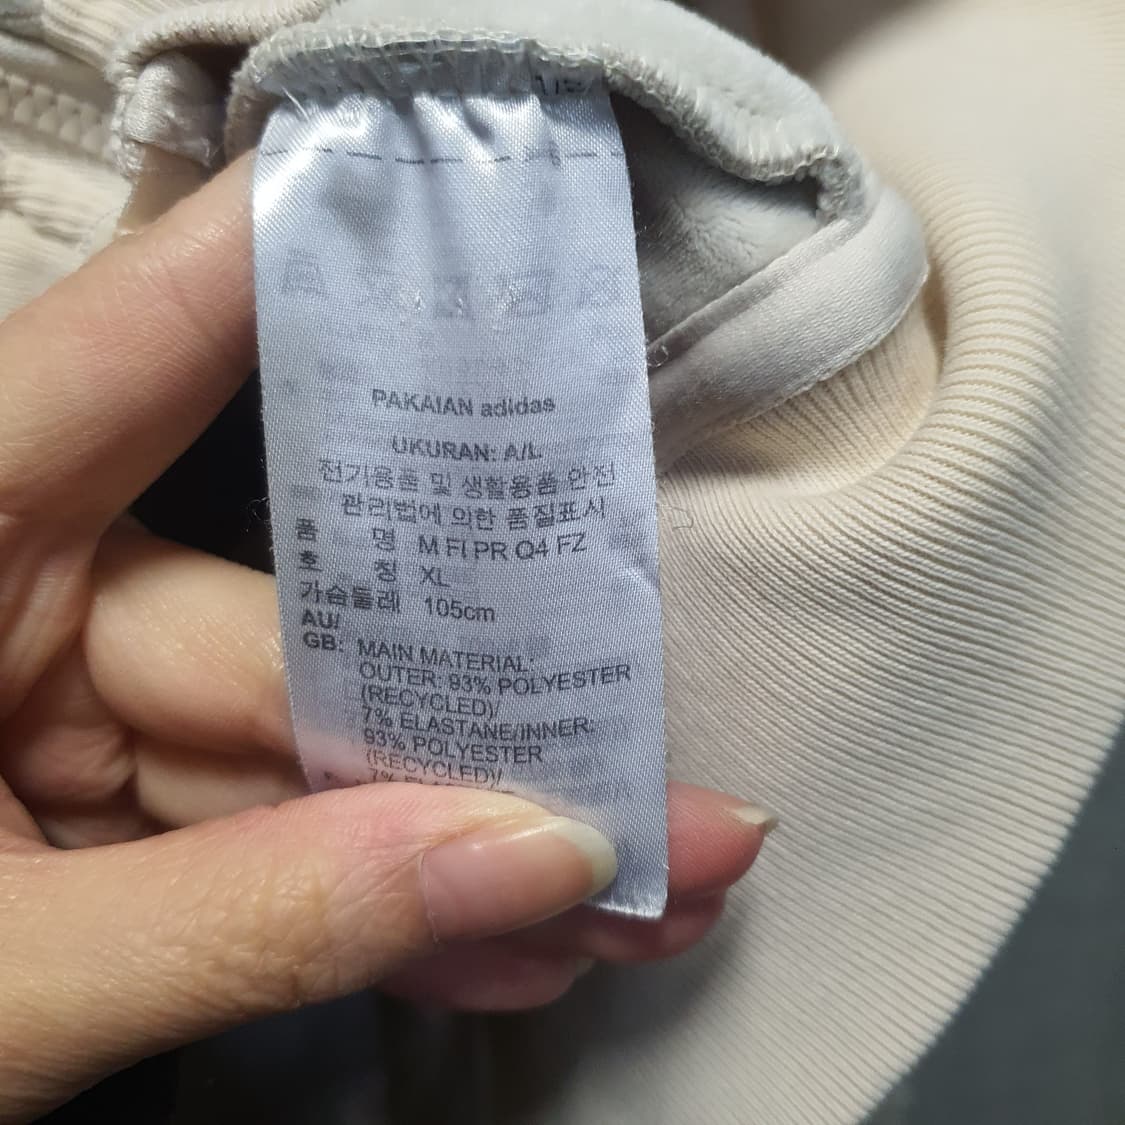 PAKAIAN adidas
UKURAN: A/L
전기용품 및 생활용품 안전
관리법에 의한 품질표시
품 명 M FI PR Q4 FZ
호 칭 XL
가슴둘레 105cm
AU/
GB: MAIN MATERIAL:
OUTER: 93% POLYESTER
(RECYCLED)/
7% ELASTANE/INNER:
93% POLYESTER
(RECYCLED)/
7%